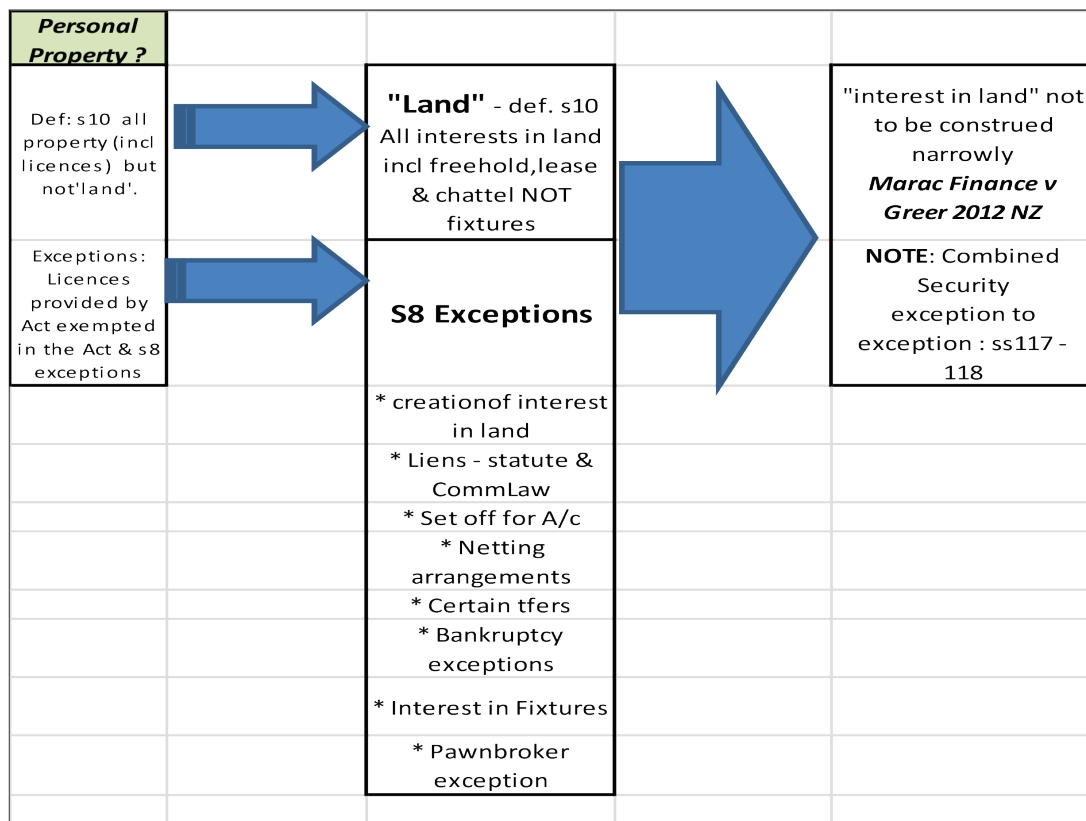 Personal
Property ?
Def: s10 all
property (incl
licences) but
not'land'.
Exceptions:
Licences
provided by
Act exempted
in the Act & s8
exceptions
"Land" - def. s10
All interests in land
incl freehold,lease
& chattel NOT
fixtures
S8 Exceptions
* creationof interest
in land
* Liens - statute &
CommLaw
* Set off for A/c
* Netting
arrangements
* Certain tfers
* Bankruptcy
exceptions
* Interest in Fixtures
* Pawnbroker
exception
"interest in land" not
to be construed
narrowly
Marac Finance v
Greer 2012 NZ
NOTE: Combined
Security
exception to
exception : ss117 -
118